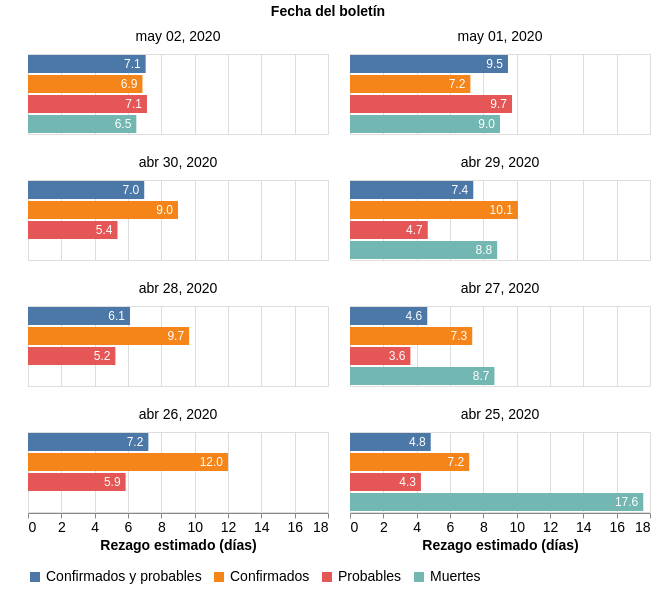 Fecha del boletín
may 02, 2020
may 01, 2020
7.1
6.9
7.1
6.5
9.5
7.2
9.7
9.0
abr 30, 2020
abr 29, 2020
7.0
9.0
5.4
7.4
10.1
4.7
8.8
abr 28, 2020
abr 27, 2020
6.1
9.7
5.2
4.6
7.3
3.6
8.7
abr 26, 2020
abr 25, 2020
7.2
12.0
5.9
4.8
7.2
4.3
17.6
0 2 4 6 8 10 12 14 16 18
0 2 4 6 8 10 12 14 16 18
Rezago estimado (días)
Rezago estimado (días)
Confirmados y probables Confirmados Probables Muertes